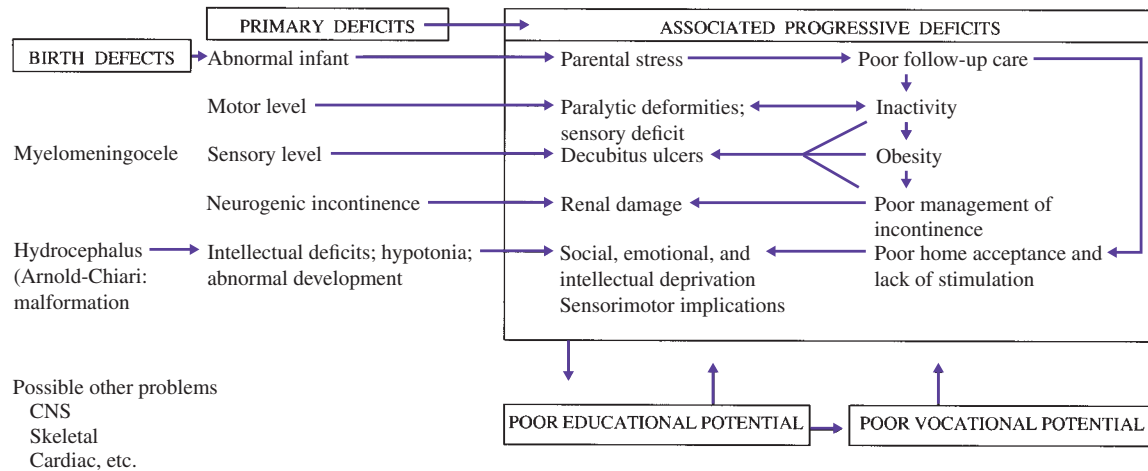 PRIMARY DEFICITS
ASSOCIATED PROGRESSIVE DEFICITS
BIRTH DEFECTS
Abnormal infant
Parental stress
Poor follow-up care
Motor level
Paralytic deformities;
sensory deficit
Inactivity
Myelomeningocele
Sensory level
Decubitus ulcers
Obesity
Neurogenic incontinence
Renal damage
Poor management of
incontinence
Hydrocephalus
(Arnold-Chiari:
malformation
Intellectual deficits; hypotonia;
abnormal development
Social, emotional, and
intellectual deprivation
Sensorimotor implications
Poor home acceptance and
lack of stimulation
Possible other problems
CNS
Skeletal
Cardiac, etc.
POOR EDUCATIONAL POTENTIAL
POOR VOCATIONAL POTENTIAL